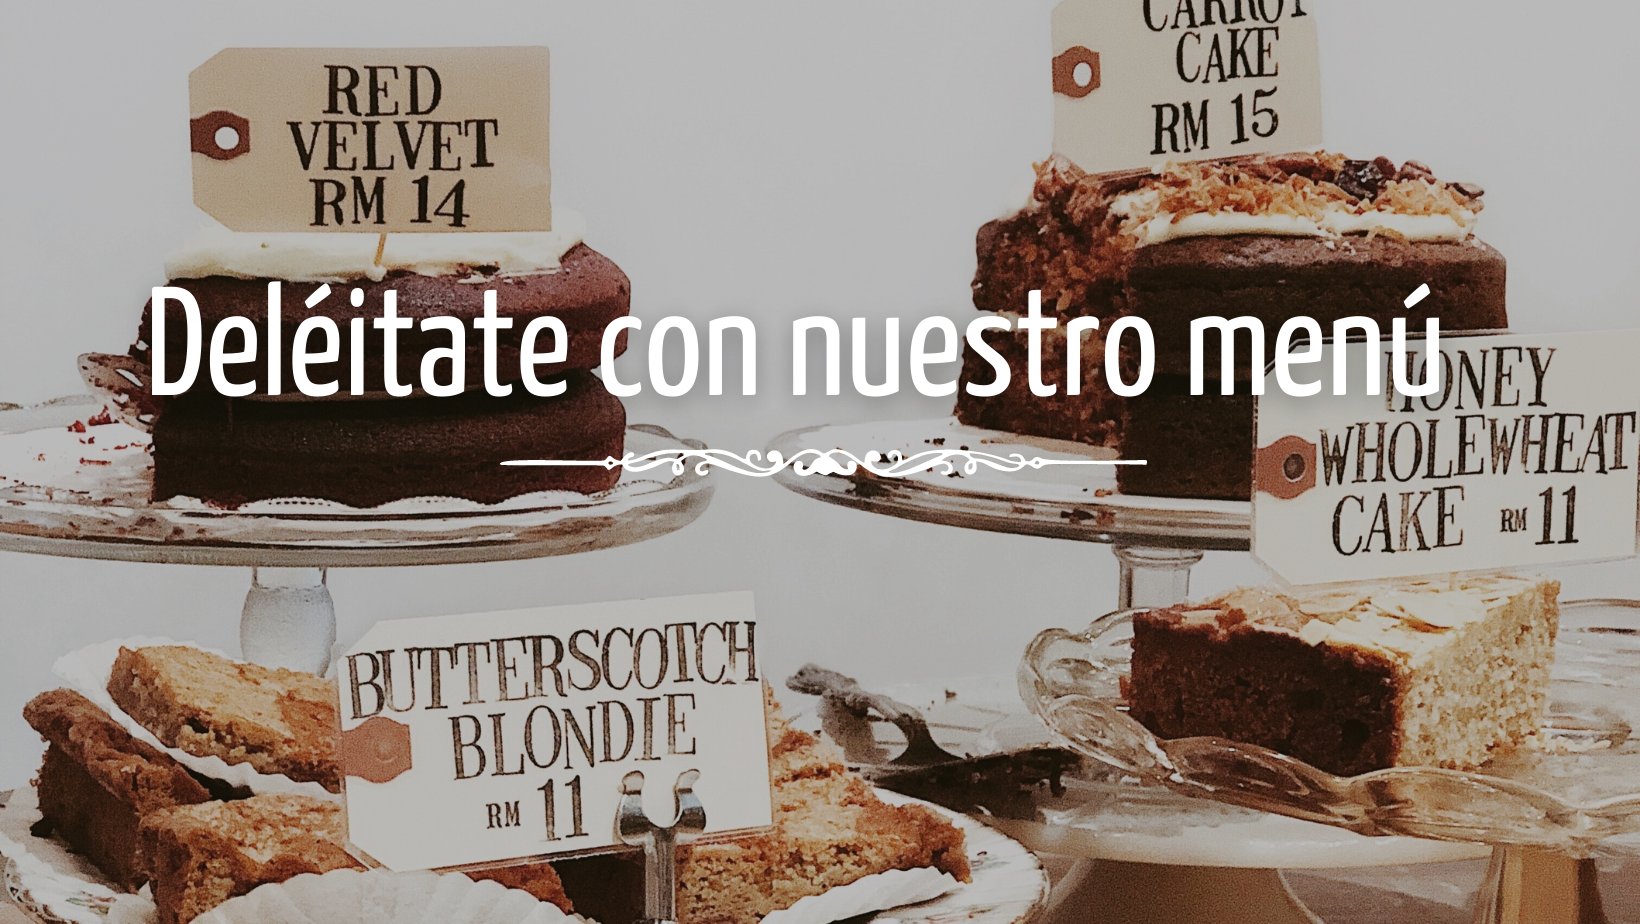 RED
VELVET
RM 14
CARROT
CAKE
RM 15
Deléitate con nuestro menú
HONEY
WHOLEWHEAT
CAKE RM 11
BUTTERSCOTCH
BLONDIE
RM 11